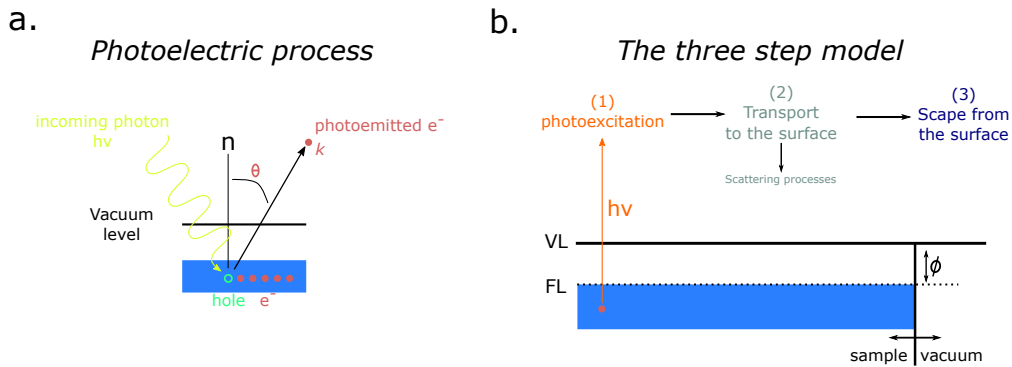 a.
Photoelectric process
incoming photon
hν
n
θ
photoemitted e⁻
k
Vacuum
level
hole
e⁻
b.
The three step model
(1)
photoexcitation
(2)
Transport
to the surface
(3)
Scape from
the surface
Scattering processes
hν
VL
FL
ϕ
sample
vacuum